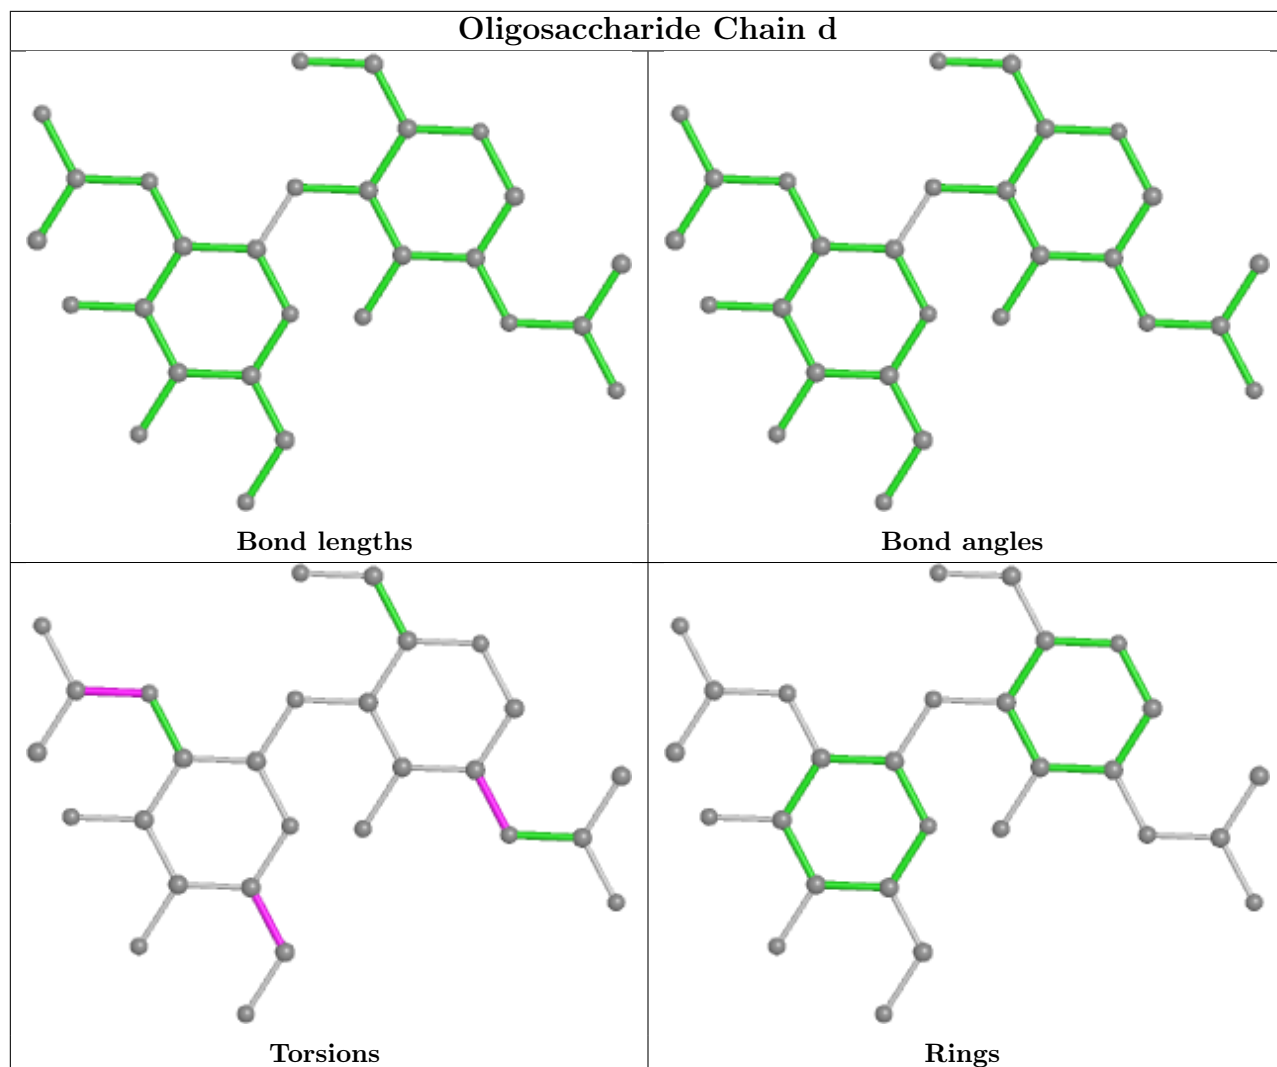 Oligosaccharide Chain d
Bond lengths
Bond angles
Torsions
Rings